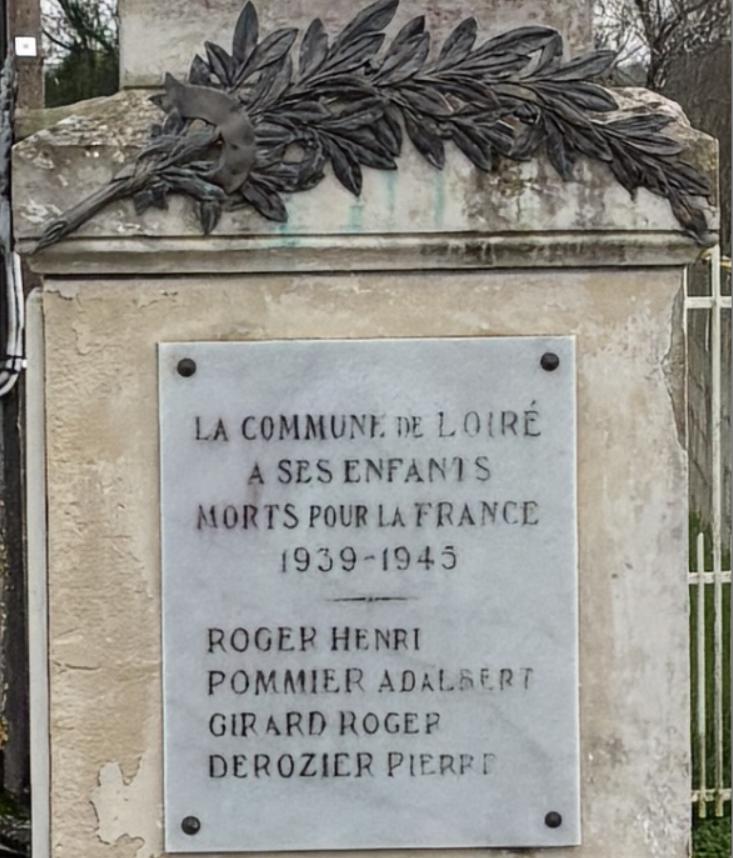 LA COMMUNE DE LOIRÉ
A SES ENFANTS
MORTS POUR LA FRANCE
1939-1945
ROGER HENRI
POMMIER ADALBERT
GIRARD ROGER
DEROZIER PIERRE